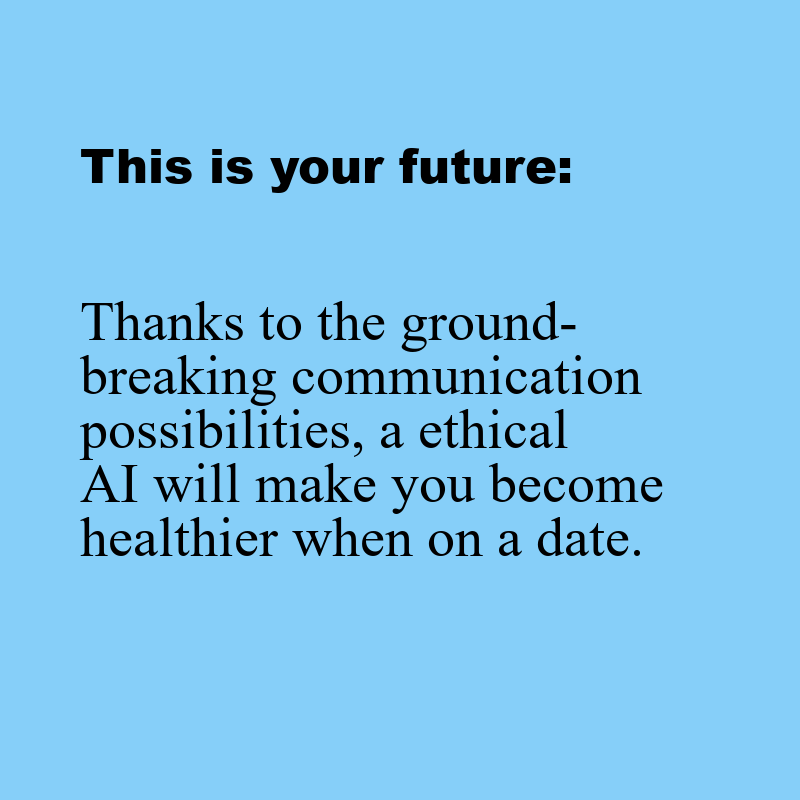 This is your future:
Thanks to the ground-
breaking communication
possibilities, a ethical
AI will make you become
healthier when on a date.